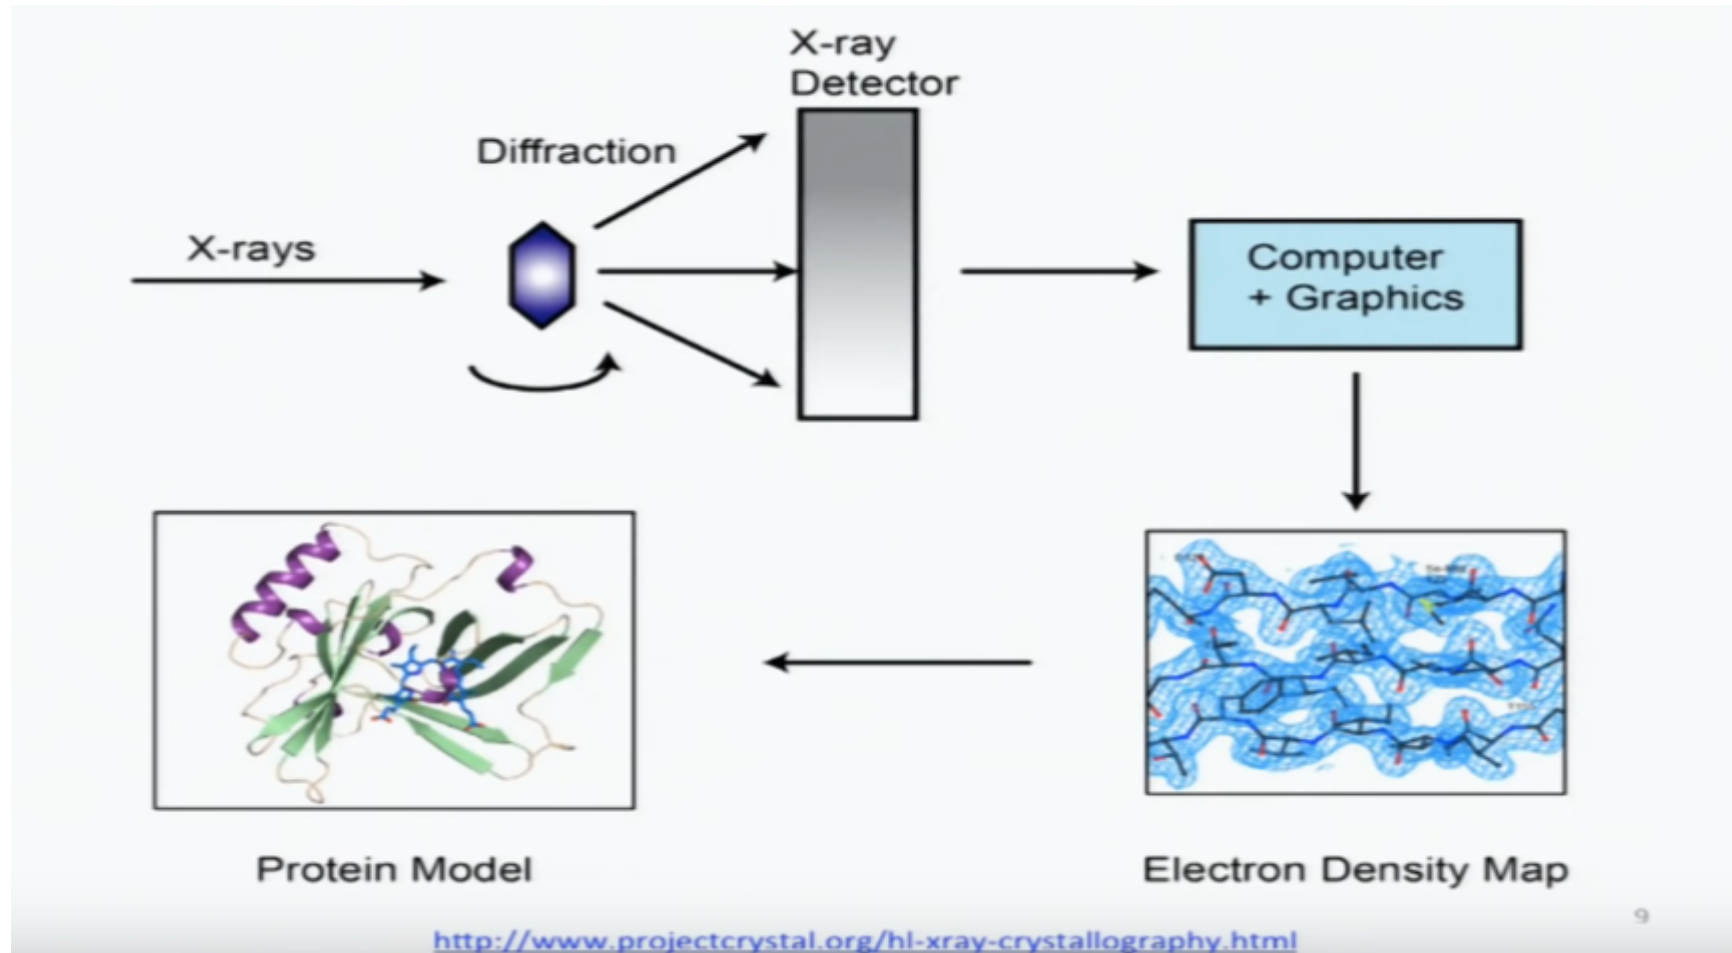 X-ray
Detector
Diffraction
X-rays
Computer
+ Graphics
Protein Model
Electron Density Map
9
http://www.projectcrystal.org/hl-xray-crystallography.html